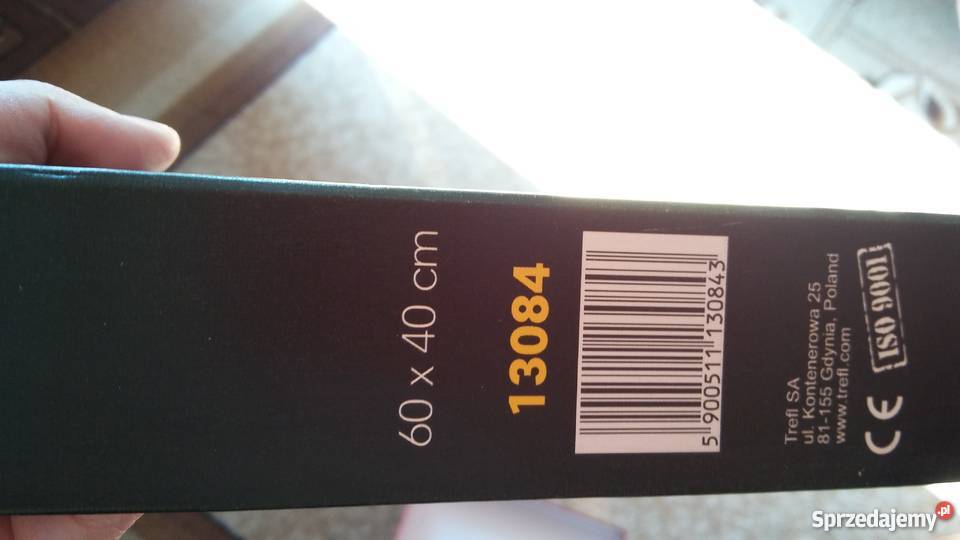 60 x 40 cm
13084
5 900511 130843
Trefl SA
ul. Kontenerowa 25
81-155 Gdynia, Poland
www.trefl.com
CE
ISO 9001
Sprzedajemy.pl